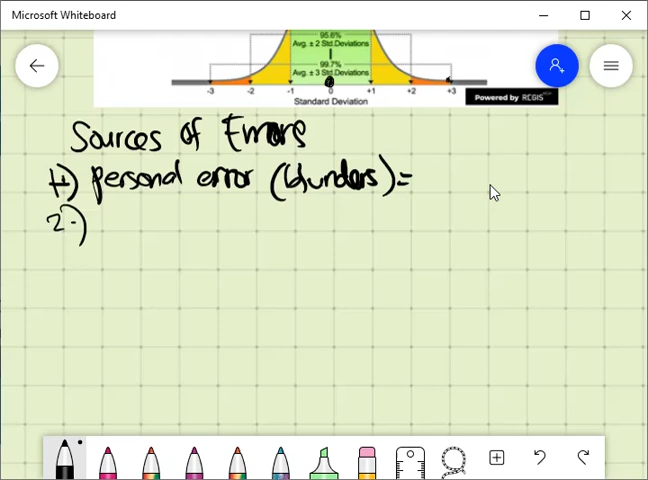 Microsoft Whiteboard
95.6%
Avg. ± 2 Std. Deviations
99.7%
Avg. ± 3 Std. Deviations
-3 -2 -1 0 +1 +2 +3
Standard Deviation
Powered by RCGIS
Sources of Errors
1) personal error (blunders)=
2-)